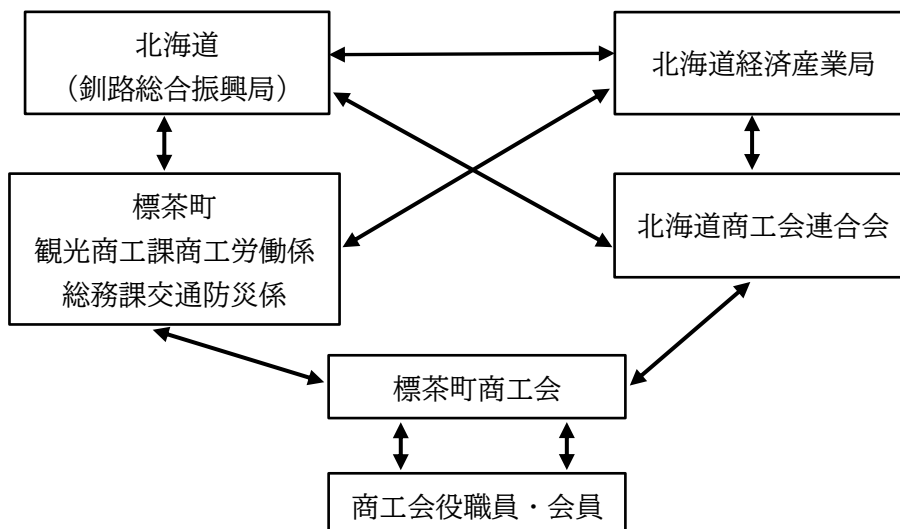 北海道
（釧路総合振興局）
北海道経済産業局
標茶町
観光商工課商工労働係
総務課交通防災係
北海道商工会連合会
標茶町商工会
商工会役職員・会員